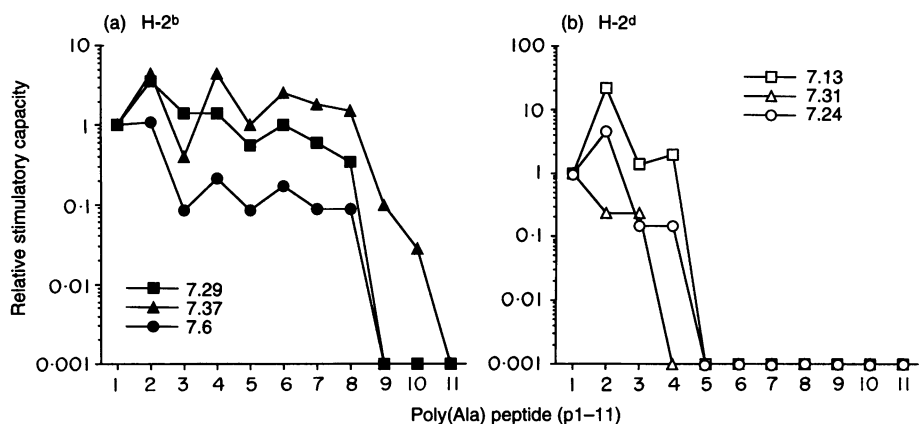 (a) H-2ᵇ
Relative stimulatory capacity
10
1
0·1
0·01
0·001
7.29
7.37
7.6
1 2 3 4 5 6 7 8 9 10 11
(b) H-2ᵈ
100
10
1
0·1
0·01
0·001
7.13
7.31
7.24
1 2 3 4 5 6 7 8 9 10 11
Poly(Ala) peptide (p1–11)